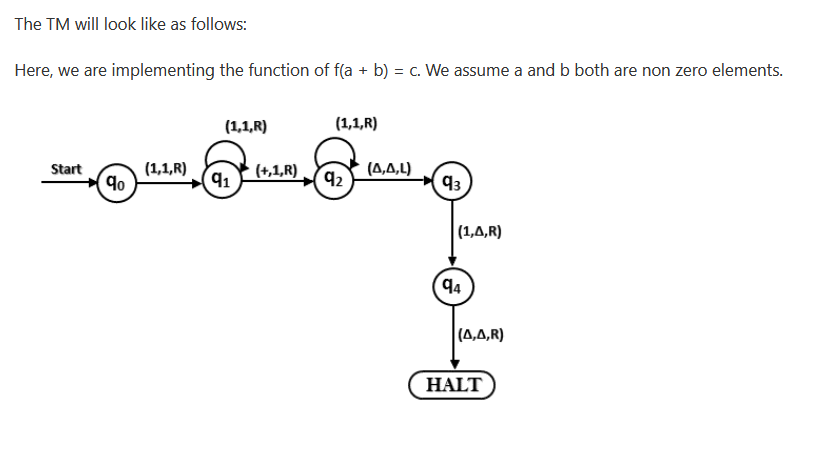 The TM will look like as follows:
Here, we are implementing the function of f(a + b) = c. We assume a and b both are non zero elements.
(1,1,R) (1,1,R)
Start q0 (1,1,R) q1 (+,1,R) q2 (Δ,Δ,L) q3
(1,Δ,R)
q4
(Δ,Δ,R)
HALT